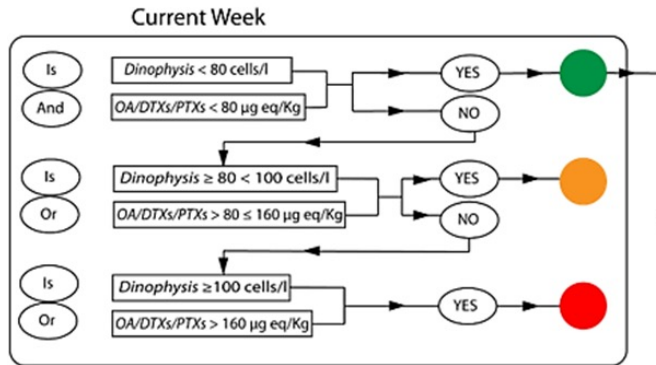 Current Week
Is
Dinophysis < 80 cells/l
YES
And
OA/DTXs/PTXs < 80 µg eq/Kg
NO
Is
Dinophysis ≥ 80 < 100 cells/l
YES
Or
OA/DTXs/PTXs > 80 ≤ 160 µg eq/Kg
NO
Is
Dinophysis ≥100 cells/l
YES
Or
OA/DTXs/PTXs > 160 µg eq/Kg